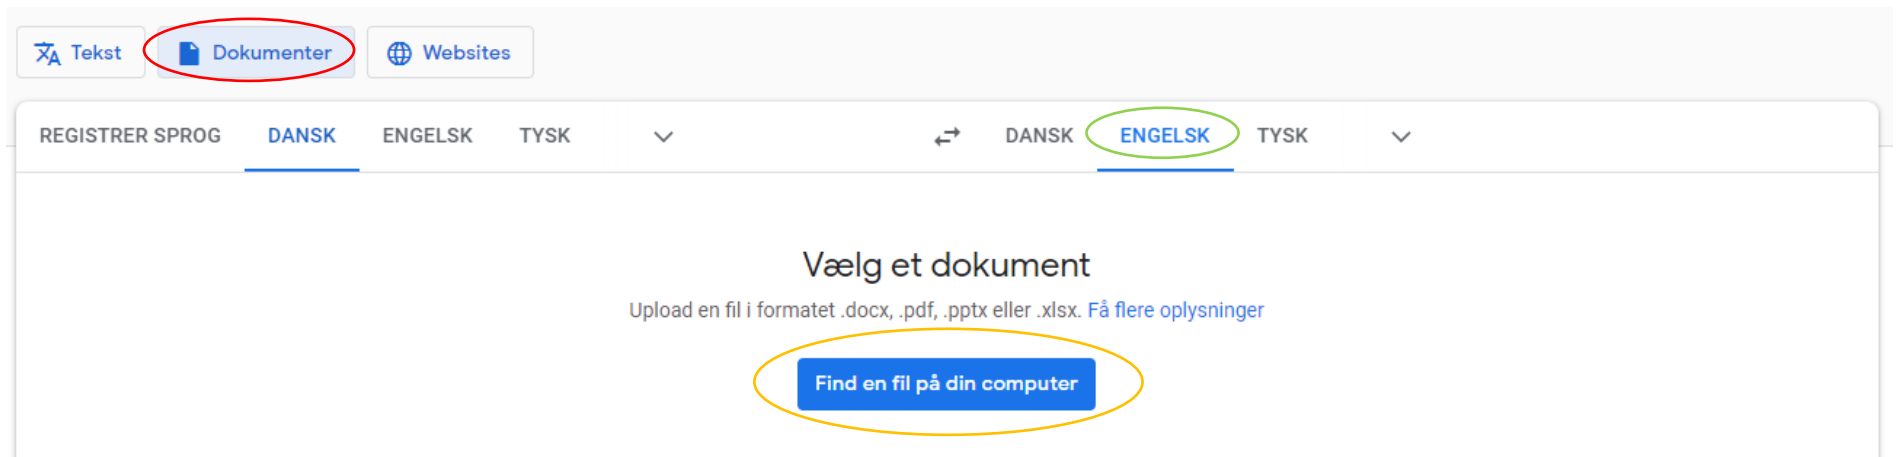 Tekst Dokumenter Websites
REGISTRER SPROG DANSK ENGELSK TYSK DANSK ENGELSK TYSK
Vælg et dokument
Upload en fil i formatet .docx, .pdf, .pptx eller .xlsx. Få flere oplysninger
Find en fil på din computer